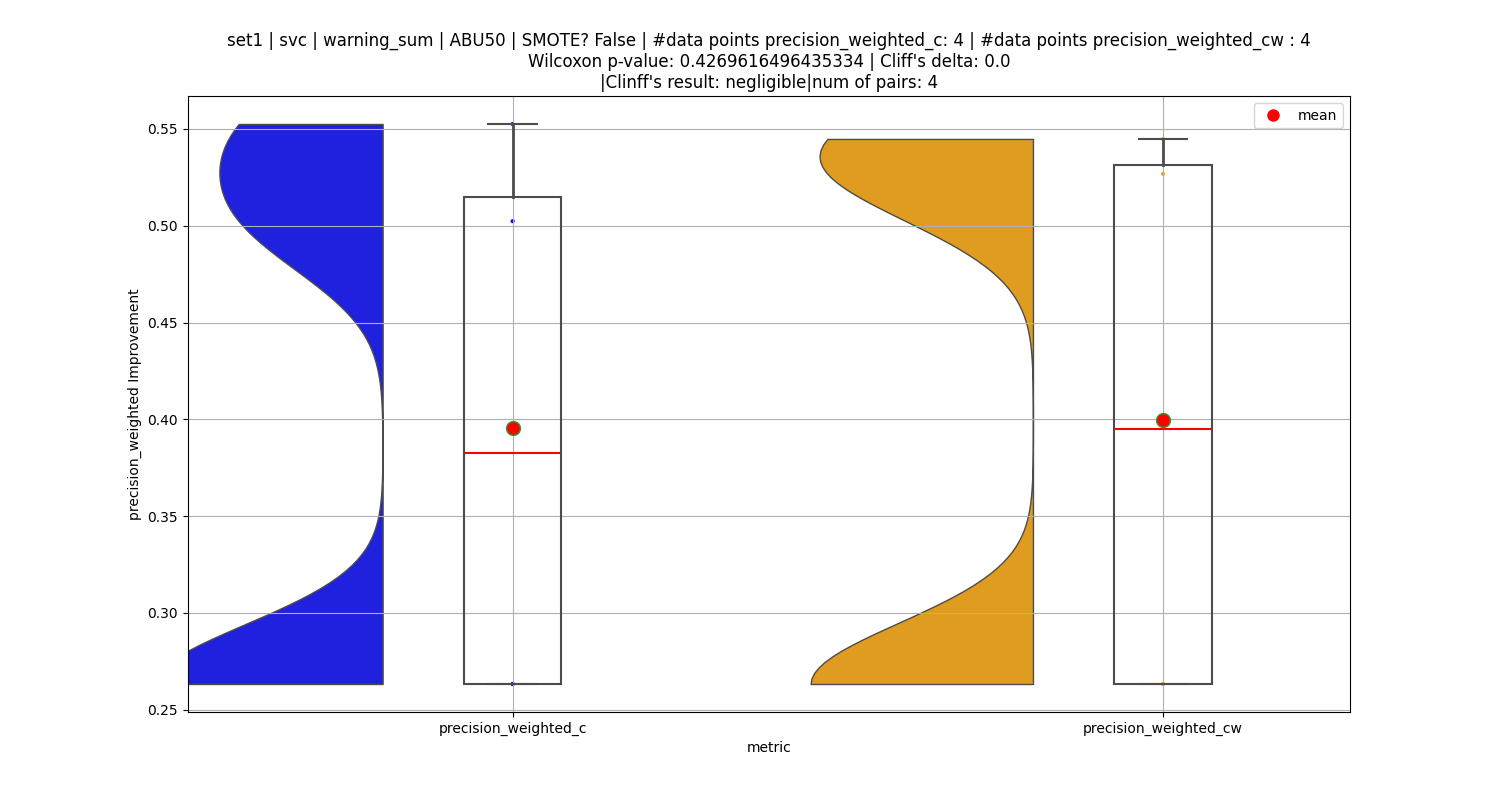 set1 | svc | warning_sum | ABU50 | SMOTE? False | #data points precision_weighted_c: 4 | #data points precision_weighted_cw : 4
Wilcoxon p-value: 0.4269616496435334 | Cliff's delta: 0.0
|Clinff's result: negligible|num of pairs: 4
mean
0.55
0.50
0.45
0.40
0.35
0.30
0.25
precision_weighted Improvement
precision_weighted_c
precision_weighted_cw
metric